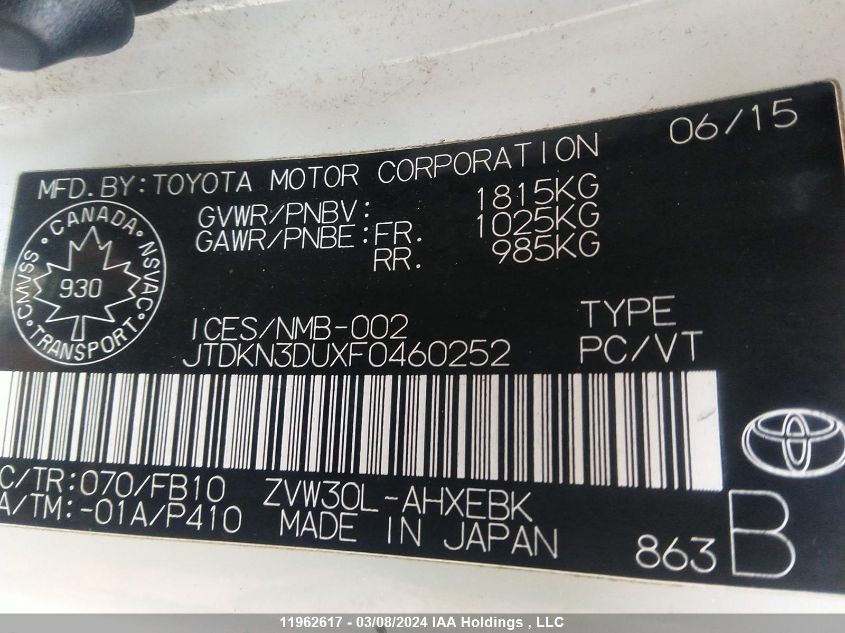 06/15
MFD.BY:TOYOTA MOTOR CORPORATION
GVWR/PNBV: 1815KG
GAWR/PNBE:FR. 1025KG
RR. 985KG
CMVSS CANADA NSVAC
930
TRANSPORT
ICES/NMB-002
JTDKN3DUXF0460252
TYPE
PC/VT
C/TR:070/FB10 ZVW30L-AHXEBK
A/TM:-01A/P410 MADE IN JAPAN
863 B
11962617 - 03/08/2024 IAA Holdings , LLC